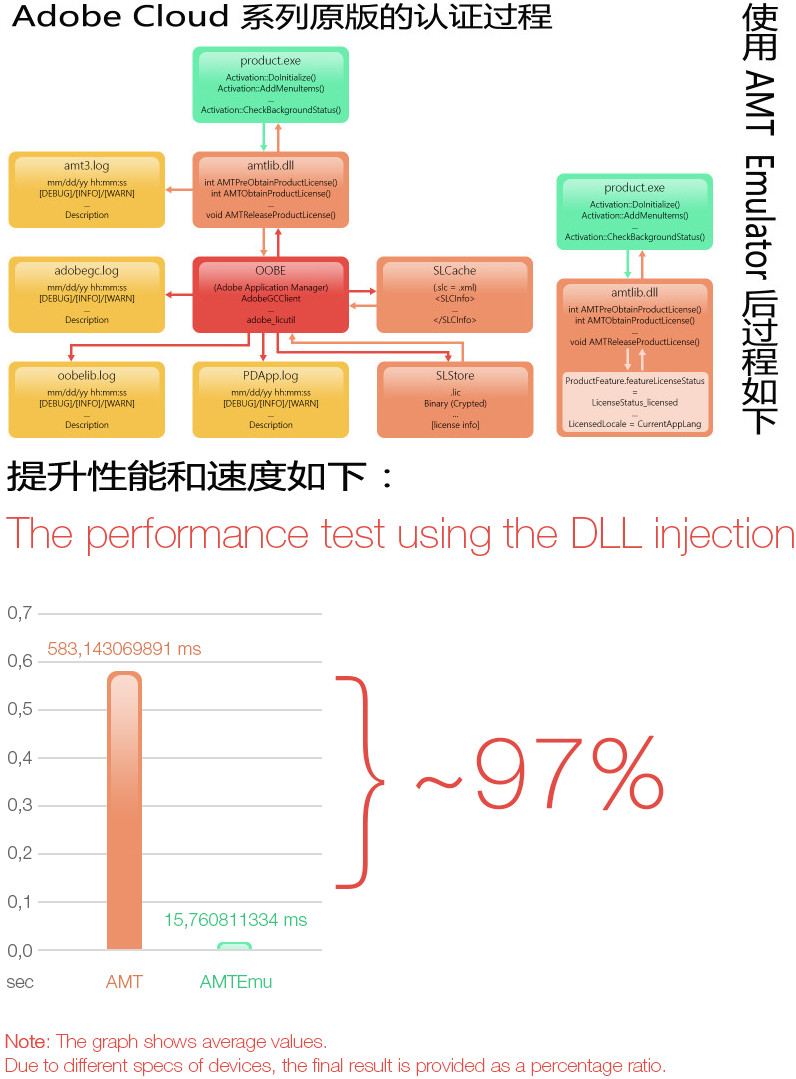 Adobe Cloud 系列原版的认证过程
product.exe
Activation::DoInitialize()
Activation::AddMenuItems()
...
Activation::CheckBackgroundStatus()
amt3.log
mm/dd/yy hh:mm:ss
[DEBUG]/[INFO]/[WARN]
...
Description
amtlib.dll
int AMTPreObtainProductLicense()
int AMTObtainProductLicense()
...
void AMTReleaseProductLicense()
adobegc.log
mm/dd/yy hh:mm:ss
[DEBUG]/[INFO]/[WARN]
...
Description
OOBE
(Adobe Application Manager)
AdobeGCClient
...
adobe_licutil
SLCache
(.slc = .xml)
<SLCInfo>
...
</SLCInfo>
oobelib.log
mm/dd/yy hh:mm:ss
[DEBUG]/[INFO]/[WARN]
...
Description
PDApp.log
mm/dd/yy hh:mm:ss
[DEBUG]/[INFO]/[WARN]
...
Description
SLStore
.lic
Binary (Crypted)
...
[license info]
product.exe
Activation::DoInitialize()
Activation::AddMenuItems()
...
Activation::CheckBackgroundStatus()
amtlib.dll
int AMTPreObtainProductLicense()
int AMTObtainProductLicense()
...
void AMTReleaseProductLicense()
ProductFeature.featureLicenseStatus
=
LicenseStatus_licensed
...
LicensedLocale = CurrentAppLang
使用 AMT Emulator 后过程如下
提升性能和速度如下：
The performance test using the DLL injection
0,7
0,6
0,5
0,4
0,3
0,2
0,1
0,0
sec
583,143069891 ms
15,760811334 ms
AMT
AMTEmu
~97%
Note: The graph shows average values.
Due to different specs of devices, the final result is provided as a percentage ratio.